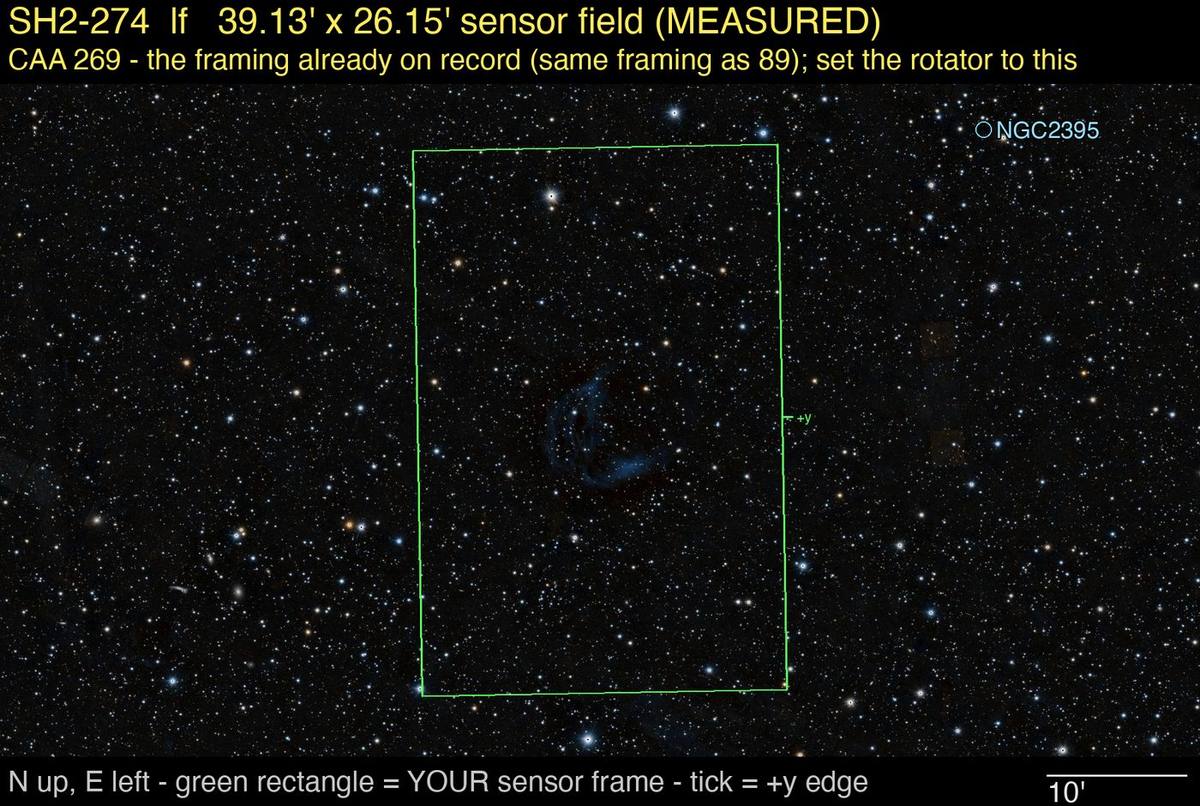 SH2-274 lf 39.13' x 26.15' sensor field (MEASURED)
CAA 269 - the framing already on record (same framing as 89); set the rotator to this
NGC2395
+y
N up, E left - green rectangle = YOUR sensor frame - tick = +y edge
10'